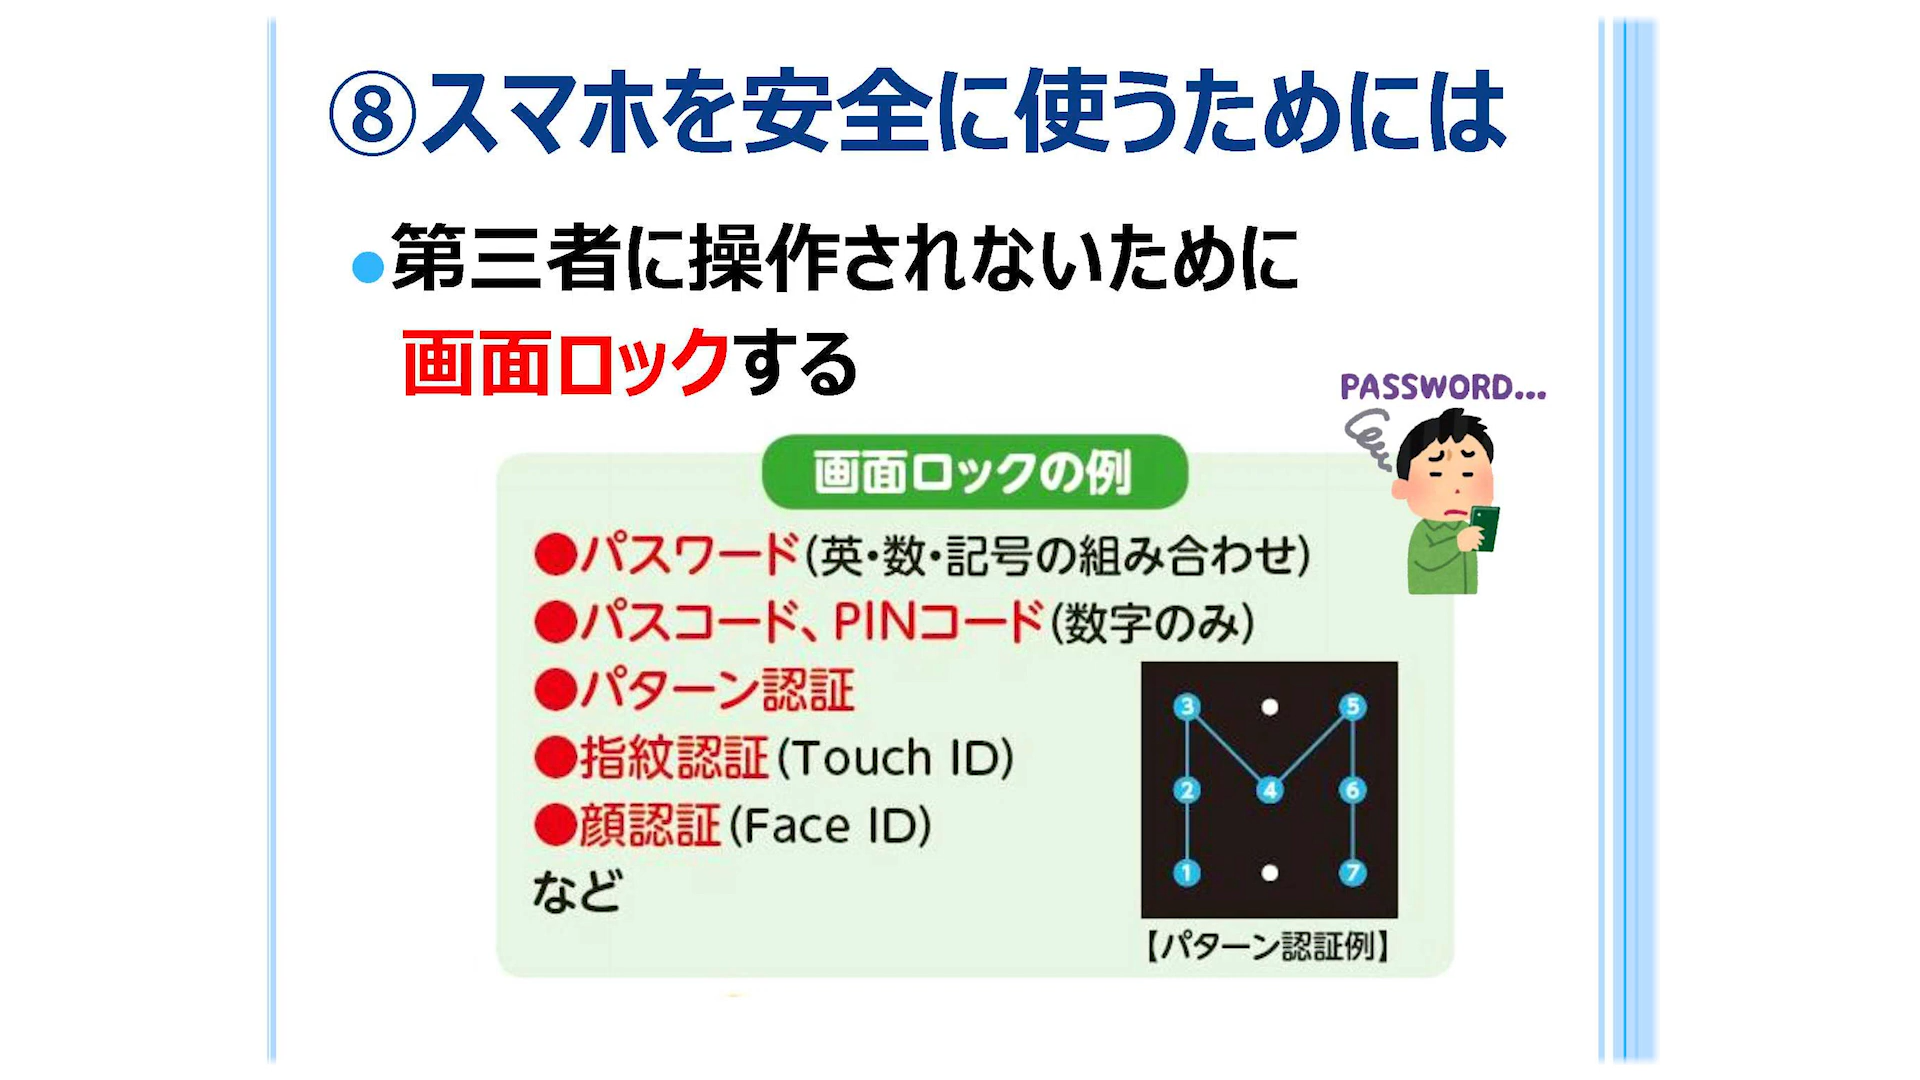 ⑧スマホを安全に使うためには
●第三者に操作されないために
画面ロックする
PASSWORD...
画面ロックの例
●パスワード(英・数・記号の組み合わせ)
●パスコード、PINコード(数字のみ)
●パターン認証
●指紋認証(Touch ID)
●顔認証(Face ID)
など
3 5
2 4 6
1 7
【パターン認証例】